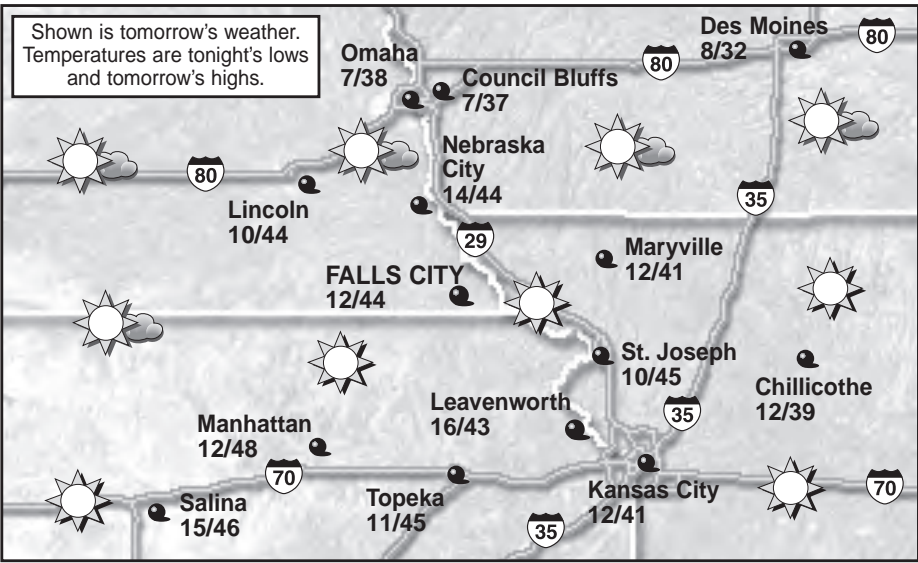 Shown is tomorrow's weather.
Temperatures are tonight's lows
and tomorrow's highs.
Des Moines
8/32
80
80
Omaha
7/38
Council Bluffs
7/37
Nebraska
City
14/44
80
Lincoln
10/44
35
29
Maryville
12/41
FALLS CITY
12/44
St. Joseph
10/45
Chillicothe
12/39
Leavenworth
16/43
35
Manhattan
12/48
70
Salina
15/46
Topeka
11/45
Kansas City
12/41
70
35